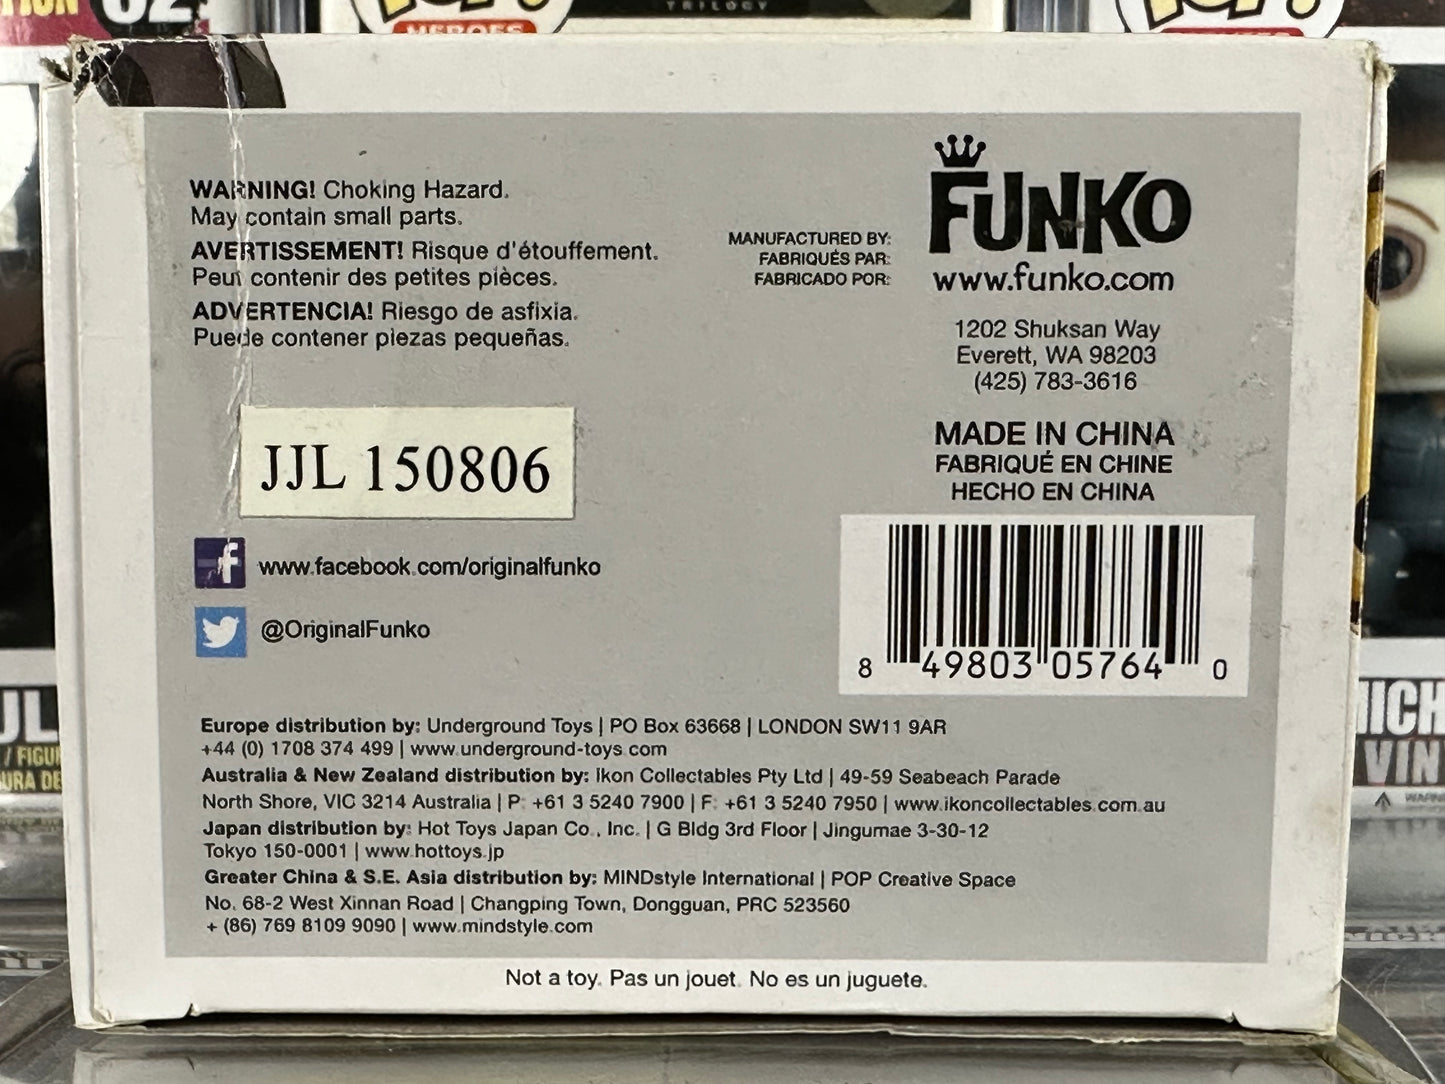 HEROES
TRILOGY
WARNING! Choking Hazard.
May contain small parts.
AVERTISSEMENT! Risque d'étouffement.
Peut contenir des petites pièces.
ADVERTENCIA! Riesgo de asfixia.
Puede contener piezas pequeñas.
MANUFACTURED BY:
FABRIQUÉS PAR:
FABRICADO POR:
FUNKO
www.funko.com
1202 Shuksan Way
Everett, WA 98203
(425) 783-3616
MADE IN CHINA
FABRIQUÉ EN CHINE
HECHO EN CHINA
JJL 150806
www.facebook.com/originalfunko
@OriginalFunko
8 49803 05764 0
Europe distribution by: Underground Toys | PO Box 63668 | LONDON SW11 9AR
+44 (0) 1708 374 499 | www.underground-toys.com
Australia & New Zealand distribution by: Ikon Collectables Pty Ltd | 49-59 Seabeach Parade
North Shore, VIC 3214 Australia | P: +61 3 5240 7900 | F: +61 3 5240 7950 | www.ikoncollectables.com.au
Japan distribution by: Hot Toys Japan Co., Inc. | G Bldg 3rd Floor | Jingumae 3-30-12
Tokyo 150-0001 | www.hottoys.jp
Greater China & S.E. Asia distribution by: MINDstyle International | POP Creative Space
No. 68-2 West Xinnan Road | Changping Town, Dongguan, PRC 523560
+ (86) 769 8109 9090 | www.mindstyle.com
Not a toy. Pas un jouet. No es un juguete.